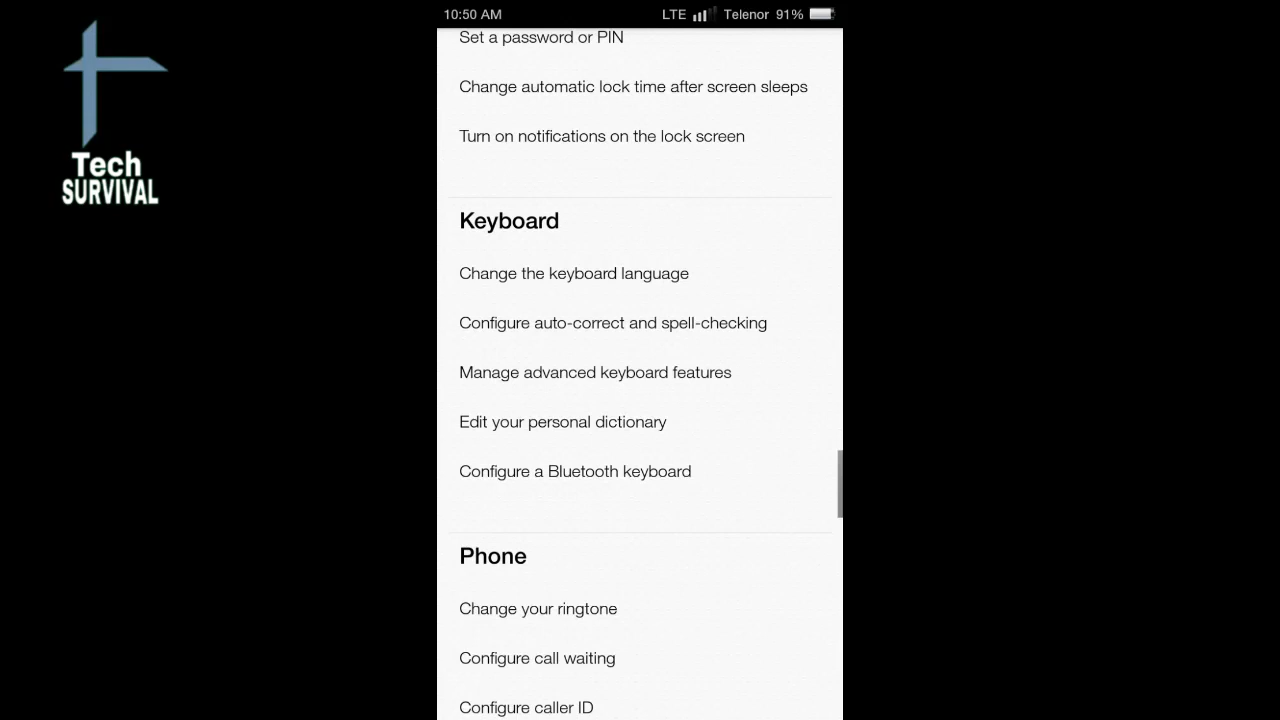 10:50 AM LTE Telenor 91%
Tech
SURVIVAL
Set a password or PIN
Change automatic lock time after screen sleeps
Turn on notifications on the lock screen
Keyboard
Change the keyboard language
Configure auto-correct and spell-checking
Manage advanced keyboard features
Edit your personal dictionary
Configure a Bluetooth keyboard
Phone
Change your ringtone
Configure call waiting
Configure caller ID